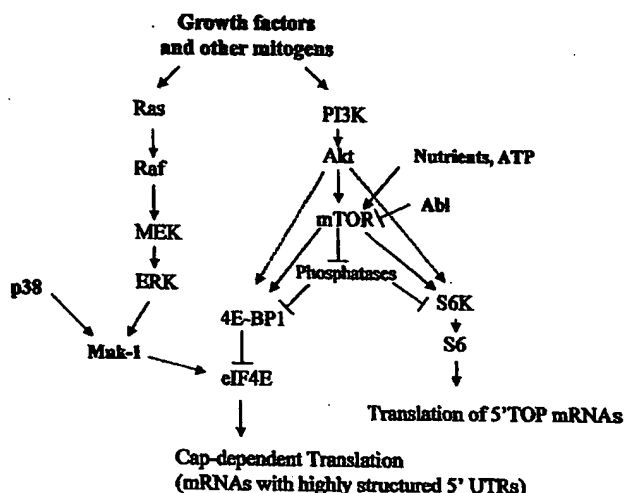 Growth factors
and other mitogens
Ras
PI3K
Raf
Akt
Nutrients, ATP
mTOR
Abl
MEK
ERK
Phosphatases
p38
4E-BP1
S6K
Mnk-1
eIF4E
S6
Translation of 5'TOP mRNAs
Cap-dependent Translation
(mRNAs with highly structured 5' UTRs)